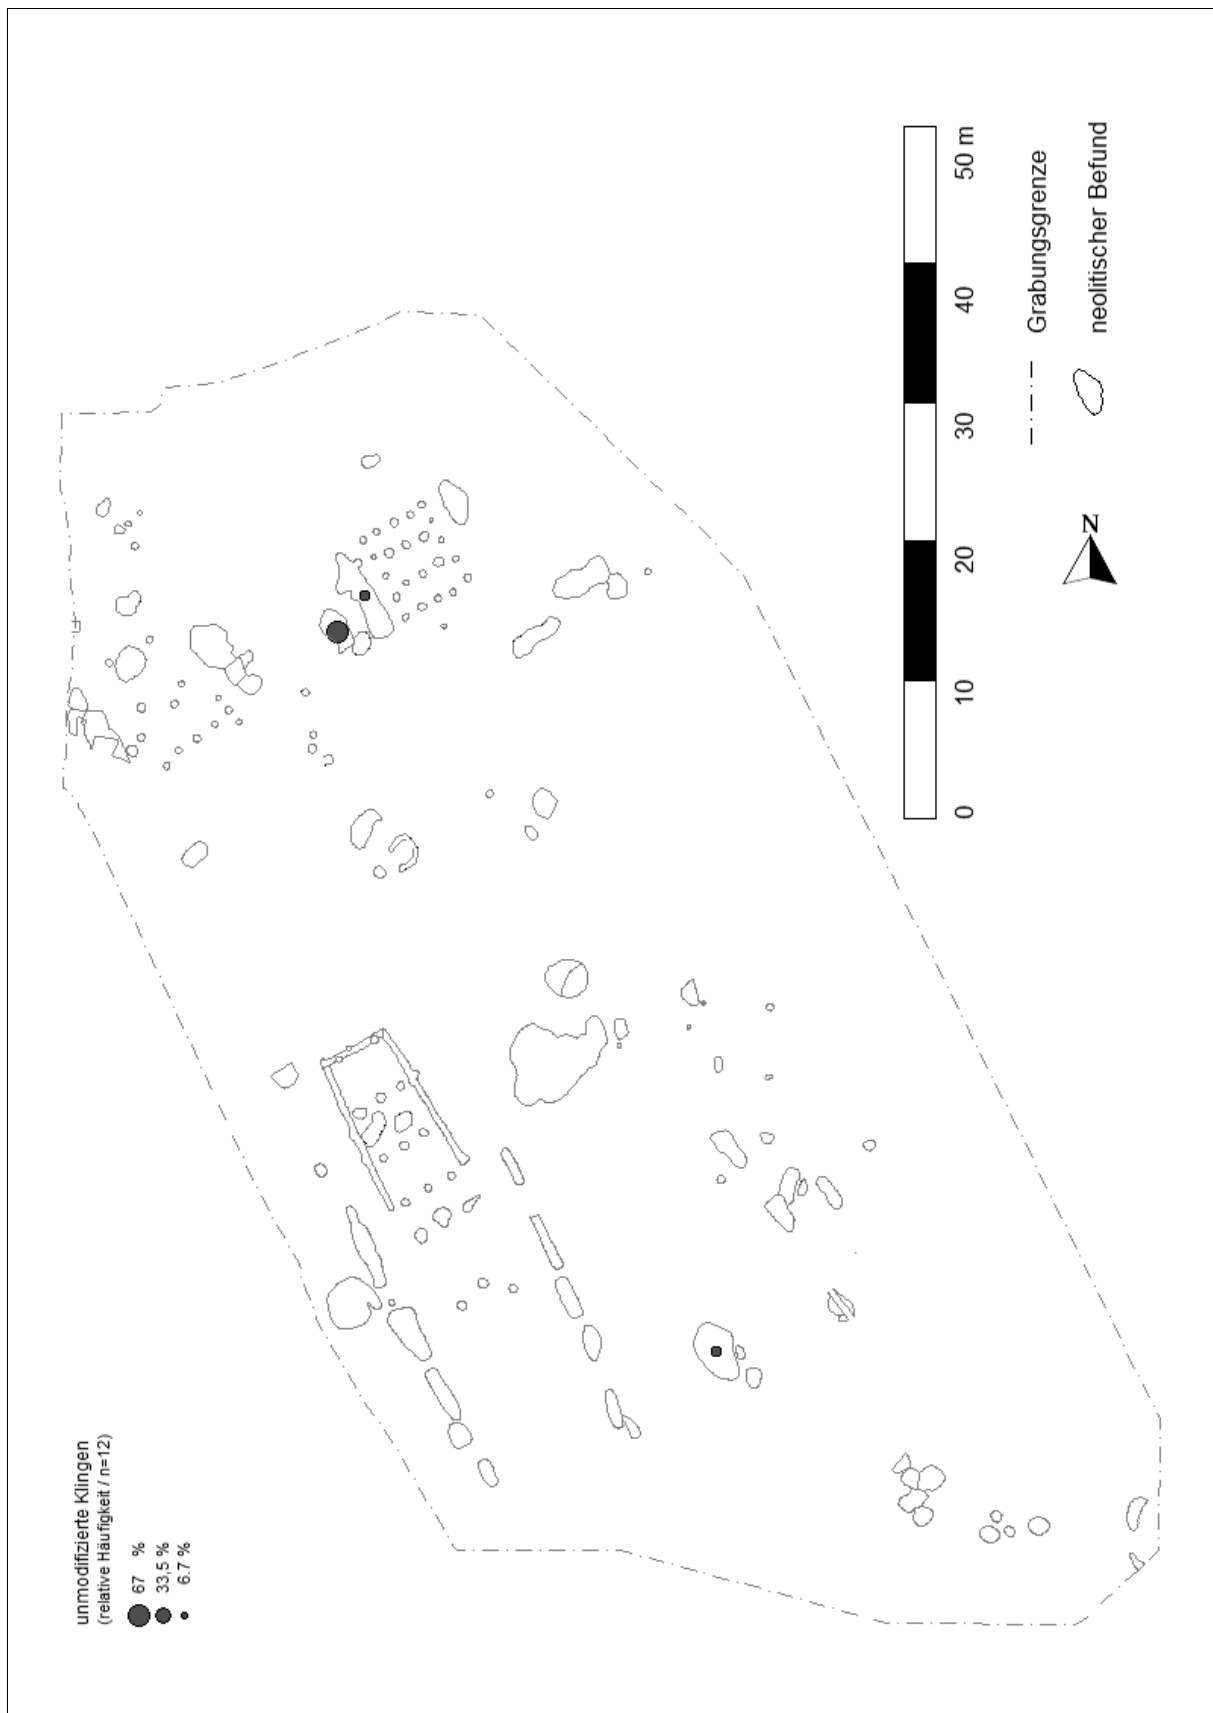 unmodifizierte Klingen
(relative Häufigkeit / n=12)
67 %
33,5 %
6.7 %
0 10 20 30 40 50 m
Grabungsgrenze
neolitischer Befund
N